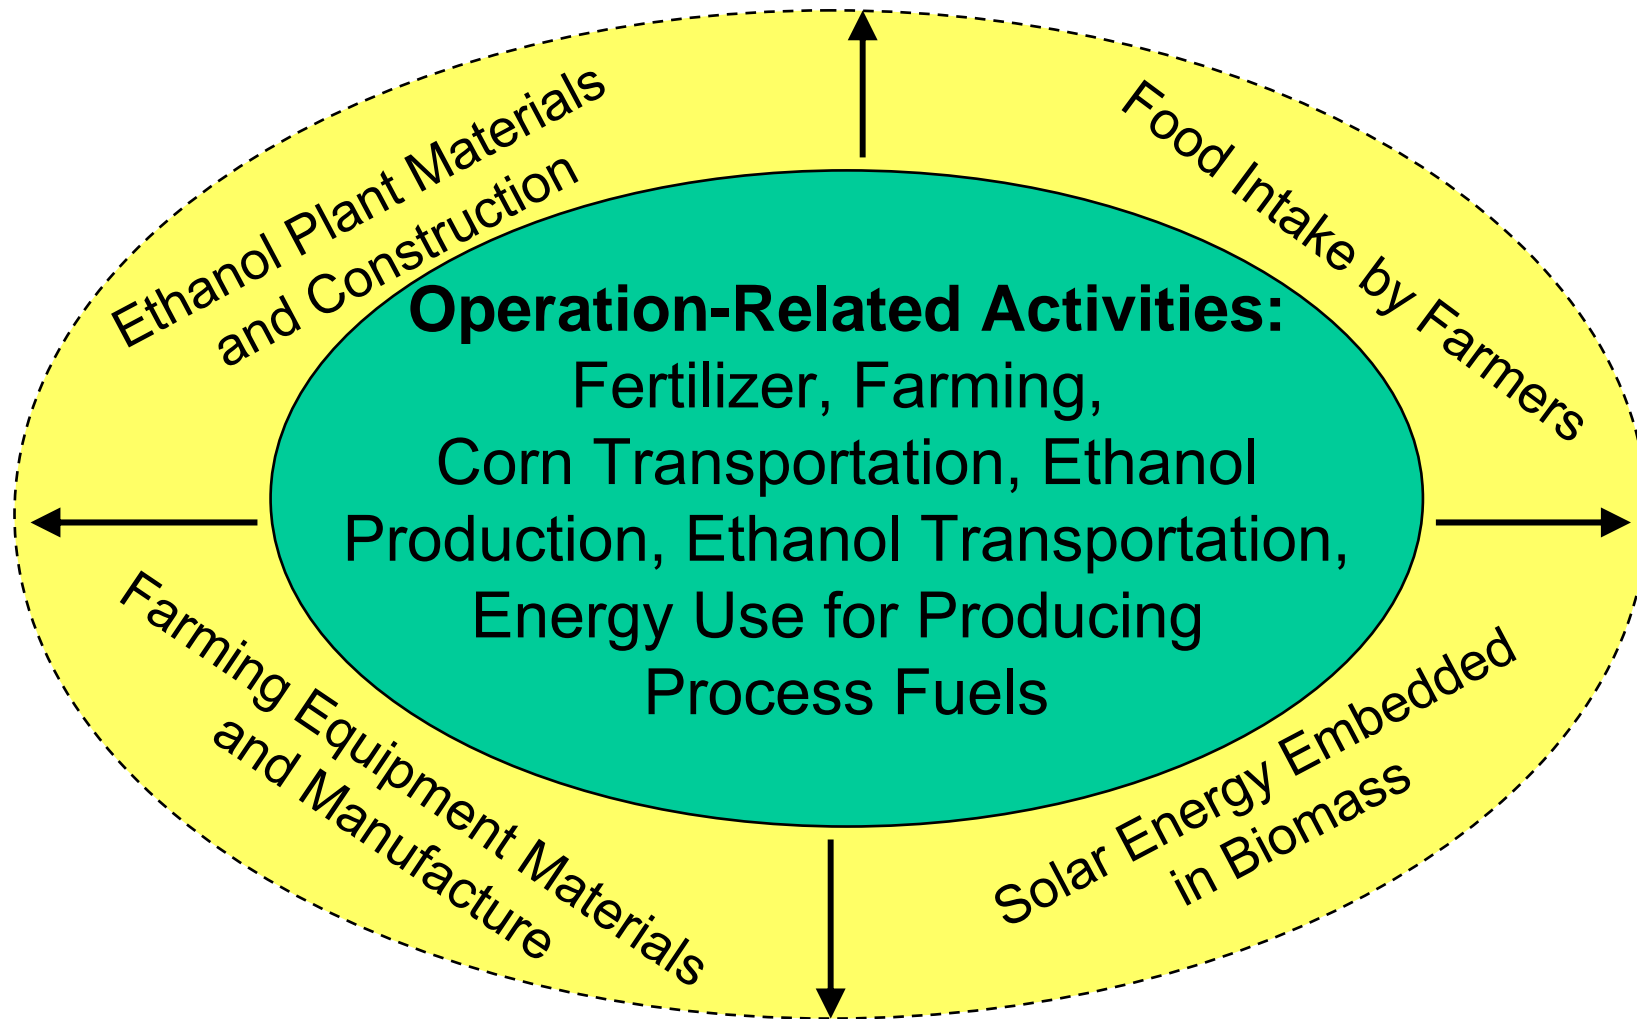 Ethanol Plant Materials
and Construction
Food Intake by Farmers
Operation-Related Activities:
Fertilizer, Farming,
Corn Transportation, Ethanol
Production, Ethanol Transportation,
Energy Use for Producing
Process Fuels
Farming Equipment Materials
and Manufacture
Solar Energy Embedded
in Biomass